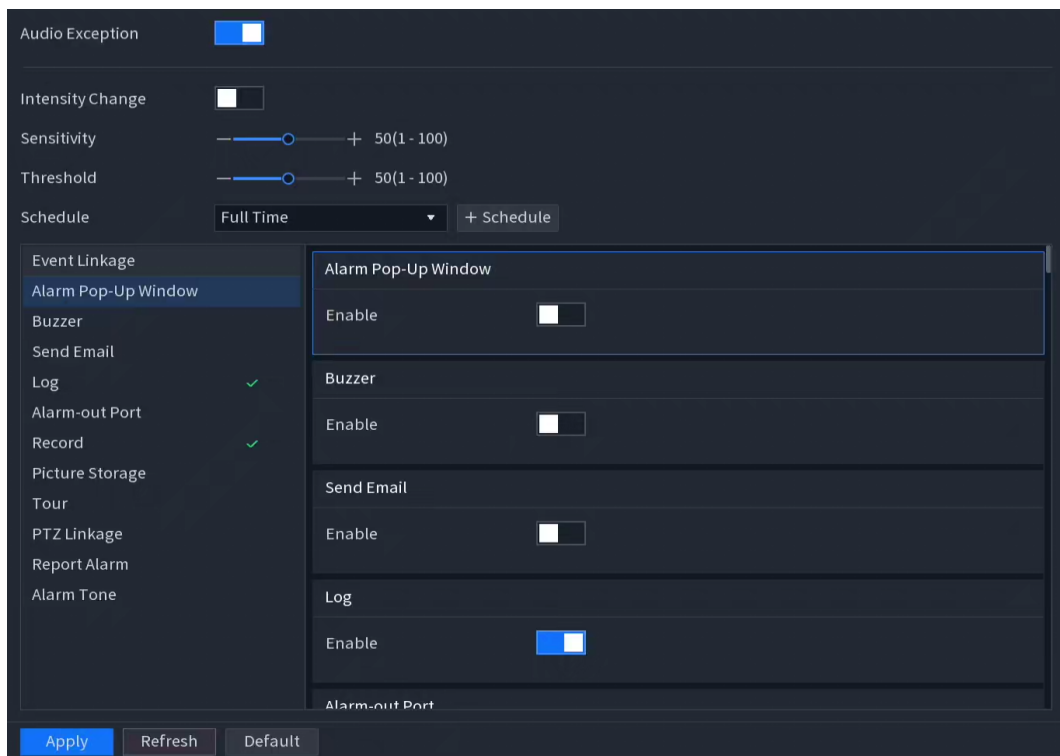 Audio Exception
Intensity Change
Sensitivity 50(1 - 100)
Threshold 50(1 - 100)
Schedule Full Time + Schedule
Event Linkage
Alarm Pop-Up Window
Buzzer
Send Email
Log
Alarm-out Port
Record
Picture Storage
Tour
PTZ Linkage
Report Alarm
Alarm Tone
Alarm Pop-Up Window
Enable
Buzzer
Enable
Send Email
Enable
Log
Enable
Alarm-out Port
Apply Refresh Default